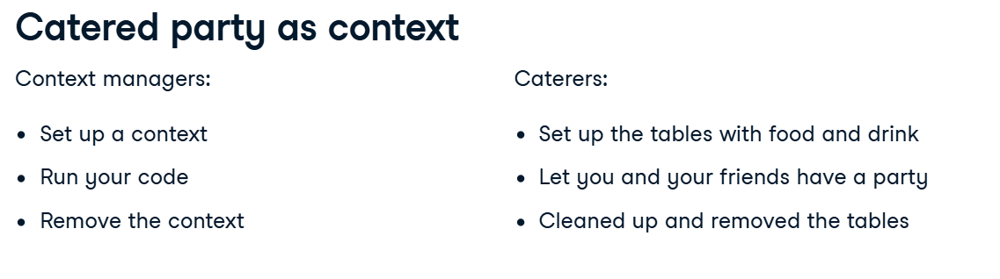 Catered party as context
Context managers:
• Set up a context
• Run your code
• Remove the context
Caterers:
• Set up the tables with food and drink
• Let you and your friends have a party
• Cleaned up and removed the tables